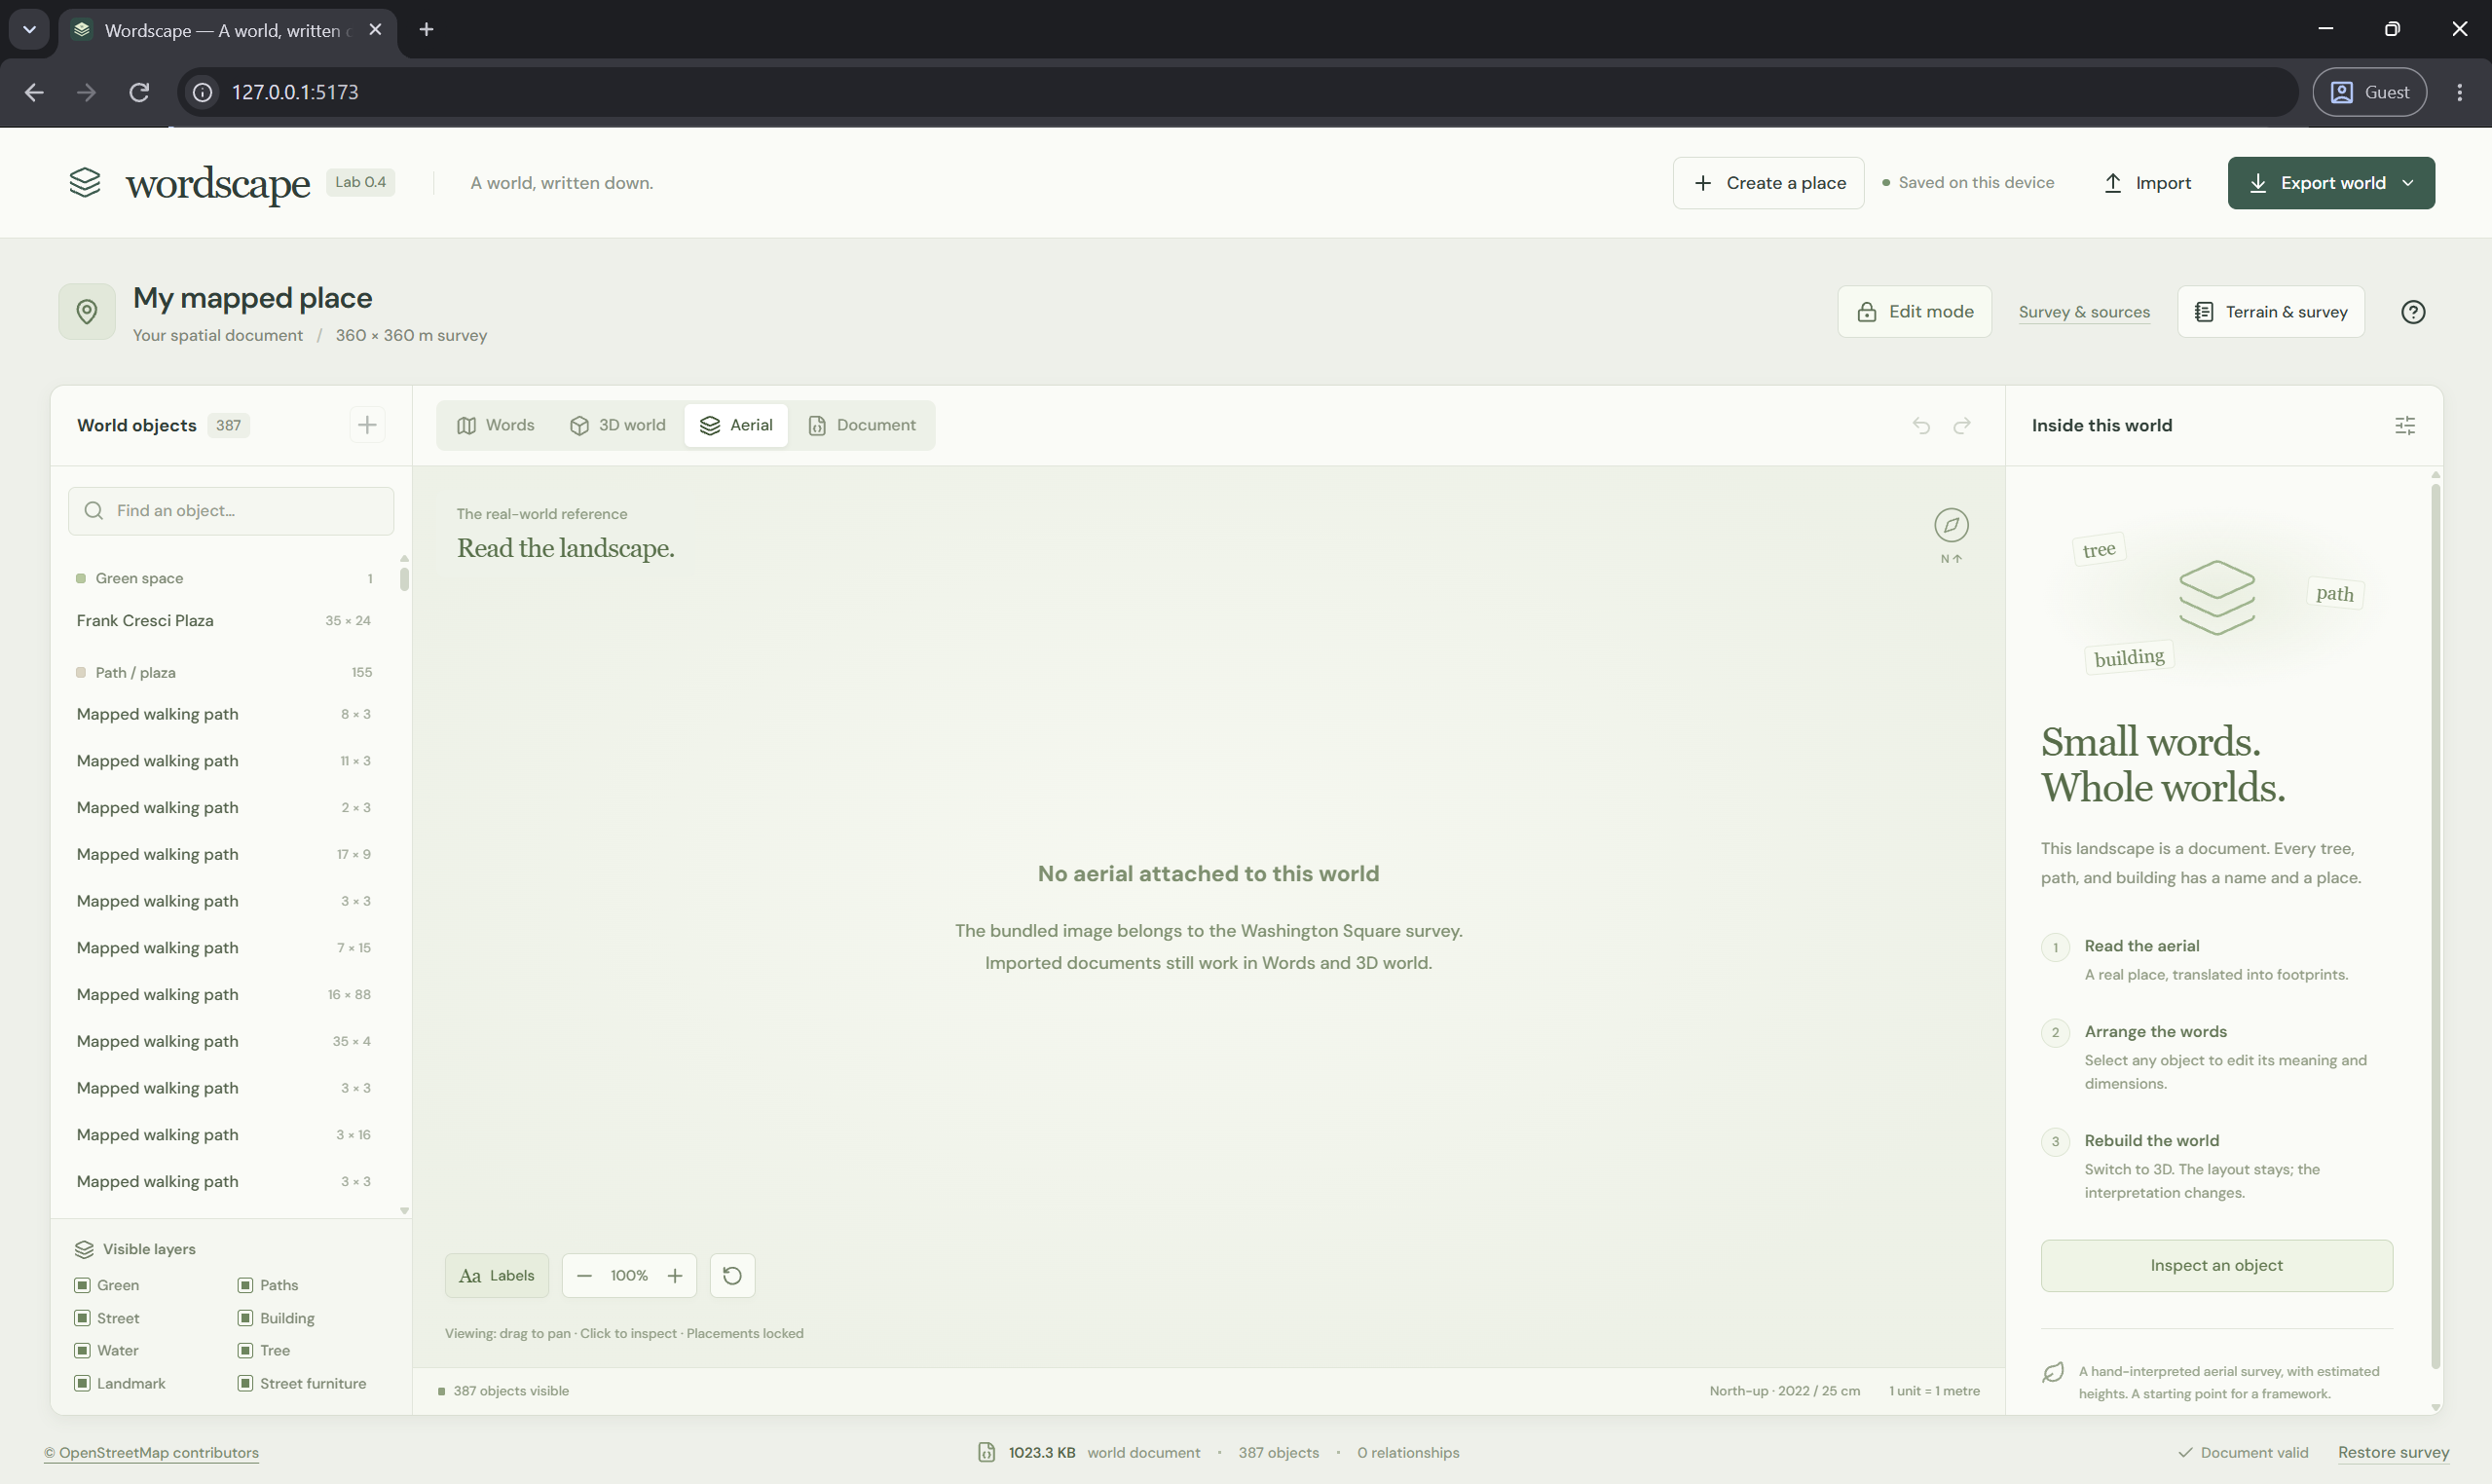 Wordscape — A world, written
127.0.0.1:5173
Guest
wordscape
Lab 0.4
A world, written down.
Create a place
Saved on this device
Import
Export world
My mapped place
Your spatial document / 360 × 360 m survey
Edit mode
Survey & sources
Terrain & survey
World objects 387
Words
3D world
Aerial
Document
Inside this world
Find an object...
Green space 1
Frank Cresci Plaza 35 × 24
Path / plaza 155
Mapped walking path 8 × 3
Mapped walking path 11 × 3
Mapped walking path 2 × 3
Mapped walking path 17 × 9
Mapped walking path 3 × 3
Mapped walking path 7 × 15
Mapped walking path 16 × 88
Mapped walking path 35 × 4
Mapped walking path 3 × 3
Mapped walking path 3 × 16
Mapped walking path 3 × 3
Visible layers
Green
Paths
Street
Building
Water
Tree
Landmark
Street furniture
The real-world reference
Read the landscape.
N ↑
No aerial attached to this world
The bundled image belongs to the Washington Square survey.
Imported documents still work in Words and 3D world.
Aa Labels
100%
Viewing: drag to pan · Click to inspect · Placements locked
387 objects visible
North-up · 2022 / 25 cm
1 unit = 1 metre
tree
path
building
Small words.
Whole worlds.
This landscape is a document. Every tree,
path, and building has a name and a place.
1
Read the aerial
A real place, translated into footprints.
2
Arrange the words
Select any object to edit its meaning and
dimensions.
3
Rebuild the world
Switch to 3D. The layout stays; the
interpretation changes.
Inspect an object
A hand-interpreted aerial survey, with estimated
heights. A starting point for a framework.
© OpenStreetMap contributors
1023.3 KB world document · 387 objects · 0 relationships
Document valid
Restore survey